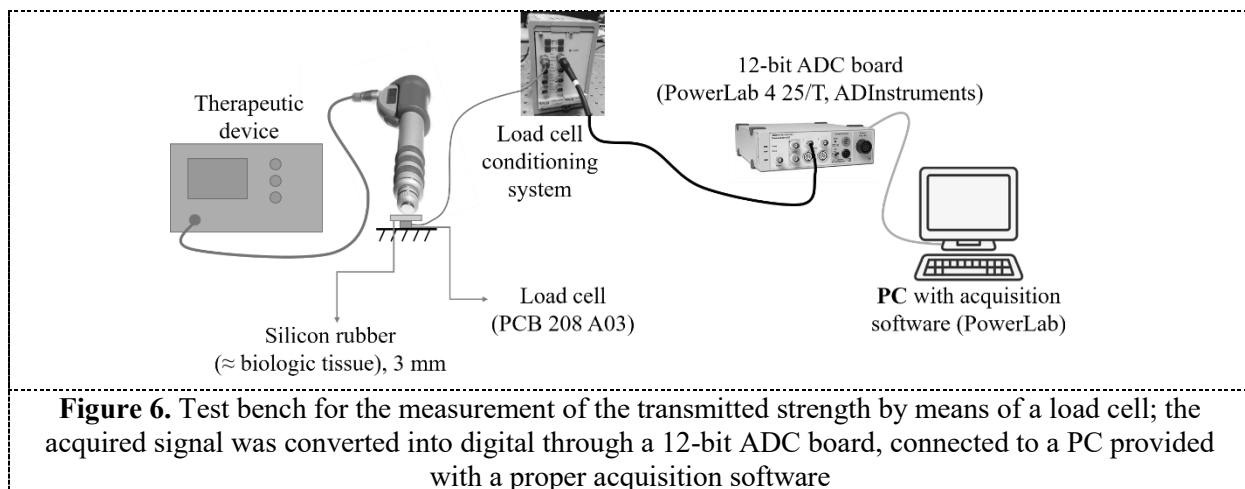 Therapeutic
device
Load cell
conditioning
system
12-bit ADC board
(PowerLab 4 25/T, ADInstruments)
Silicon rubber
(≈ biologic tissue), 3 mm
Load cell
(PCB 208 A03)
PC with acquisition
software (PowerLab)
Figure 6. Test bench for the measurement of the transmitted strength by means of a load cell; the
acquired signal was converted into digital through a 12-bit ADC board, connected to a PC provided
with a proper acquisition software